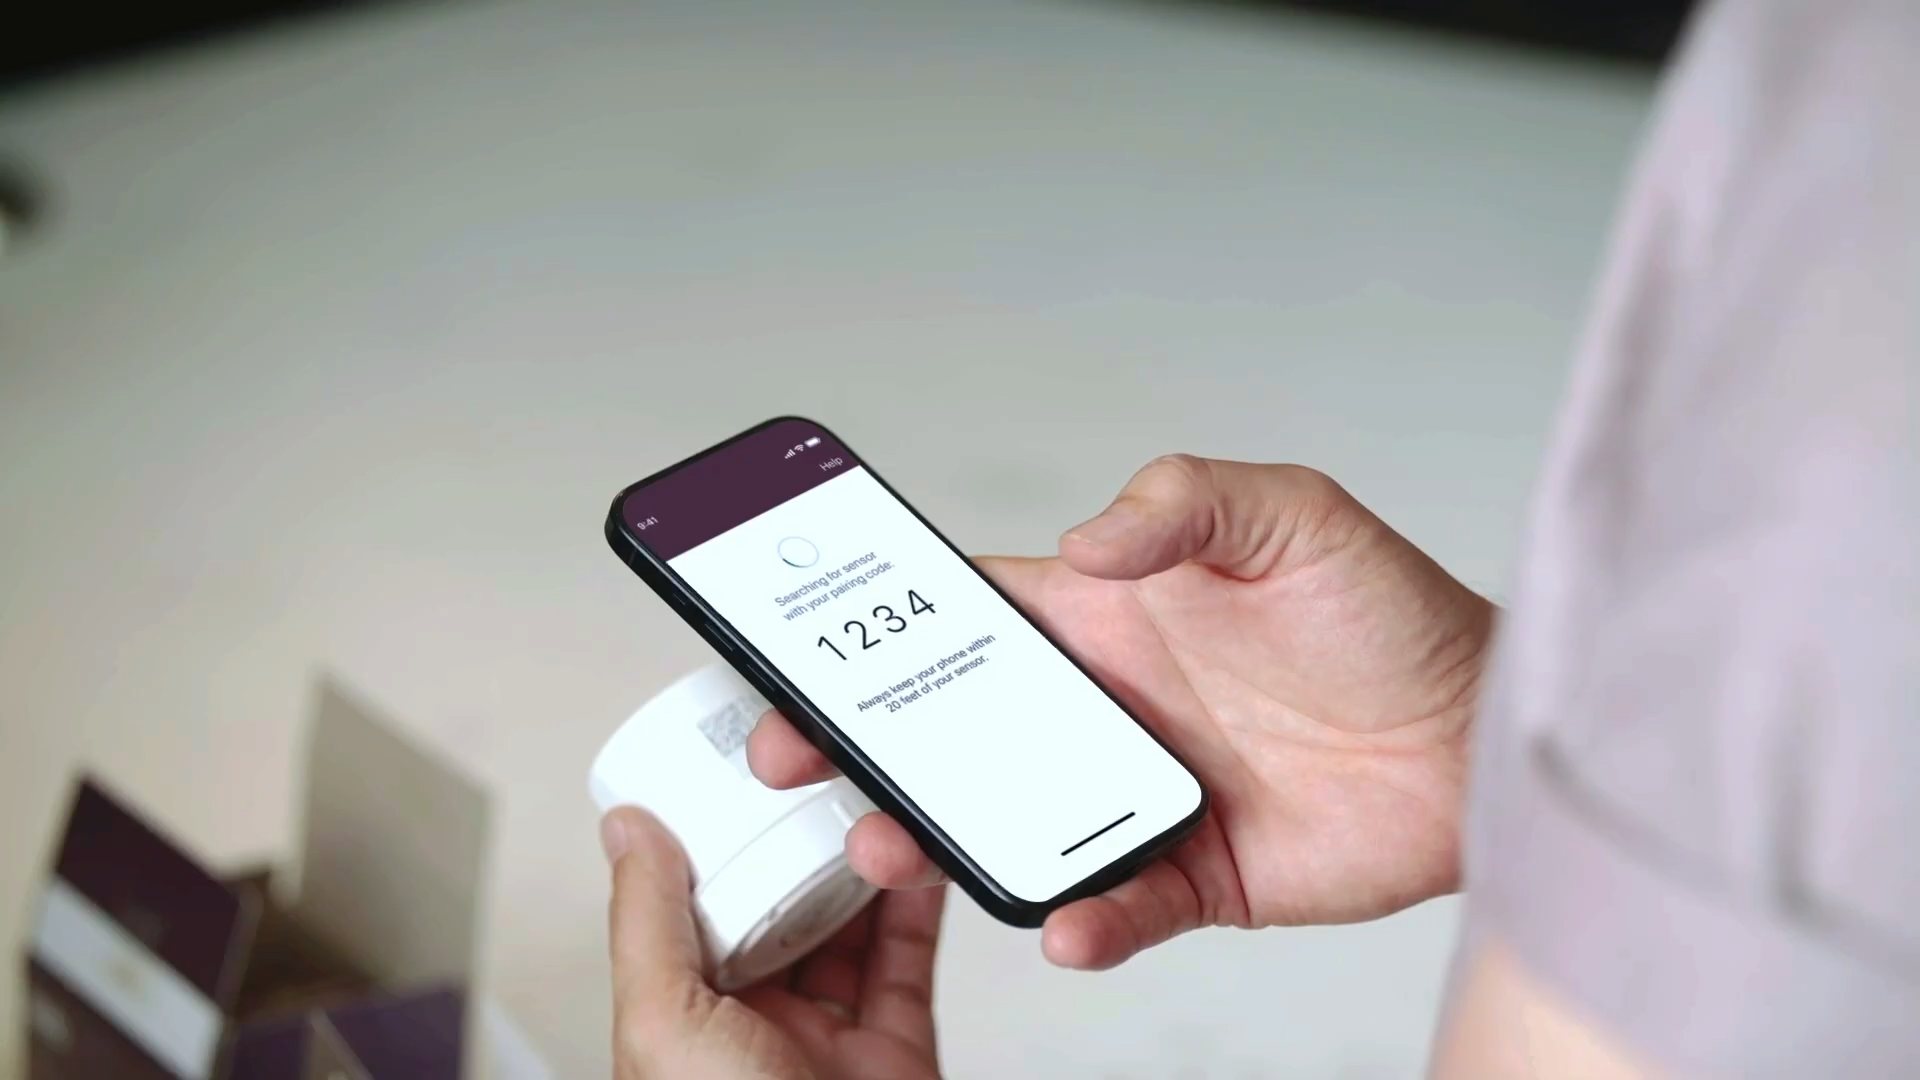 9:41
Help
Searching for sensor
with your pairing code:
1234
Always keep your phone within
20 feet of your sensor.